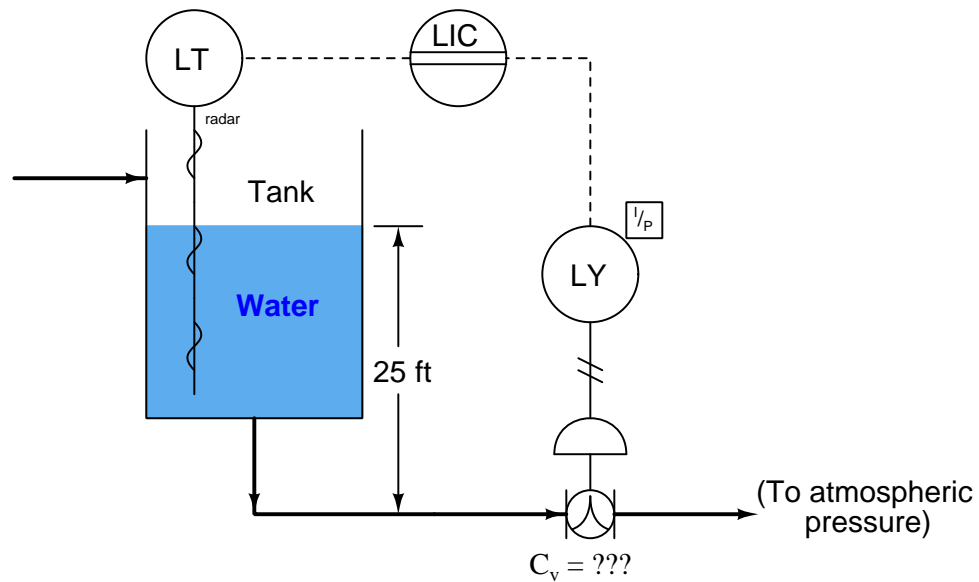 LT
LIC
radar
Tank
I/P
LY
Water
25 ft
(To atmospheric
pressure)
Cv = ???